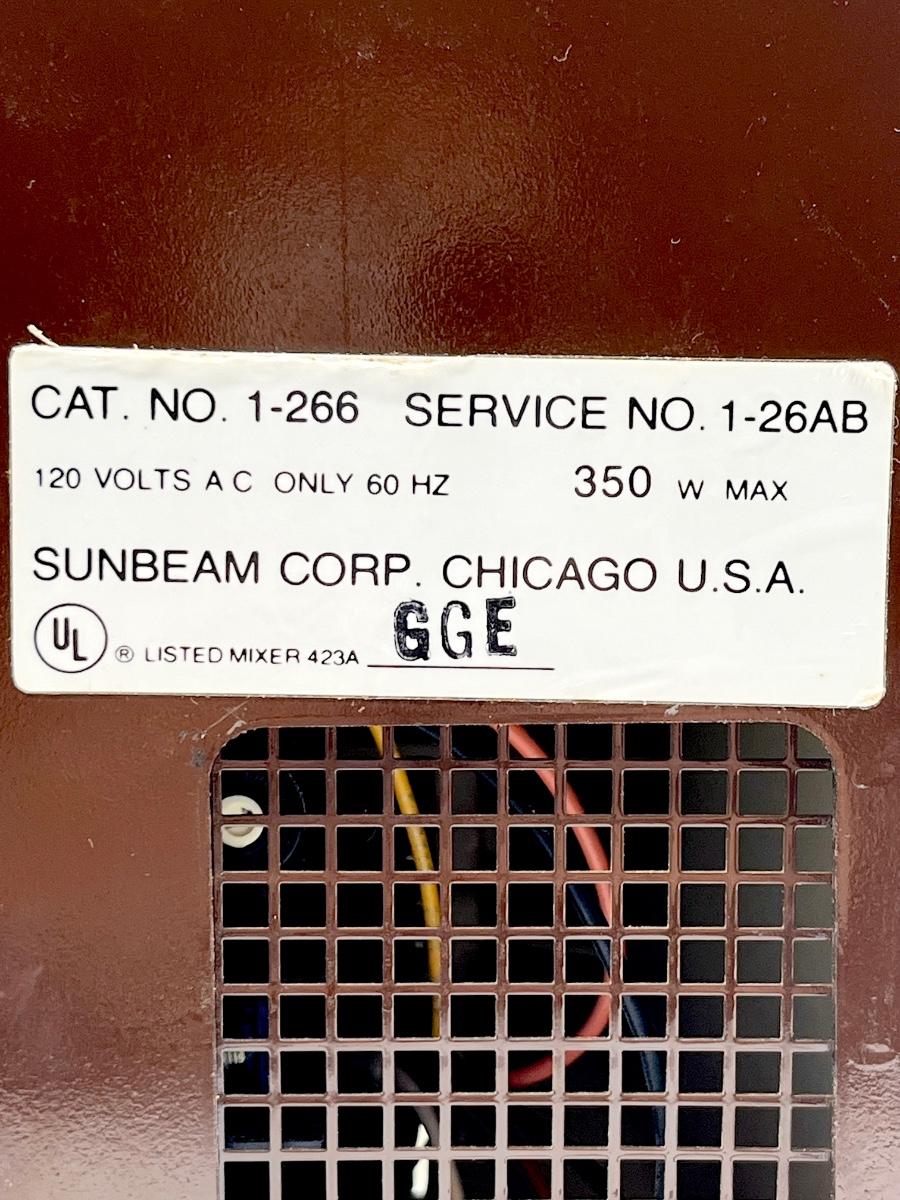 CAT. NO. 1-266 SERVICE NO. 1-26AB
120 VOLTS AC ONLY 60 HZ 350 W MAX
SUNBEAM CORP. CHICAGO U.S.A.
UL ® LISTED MIXER 423A GGE